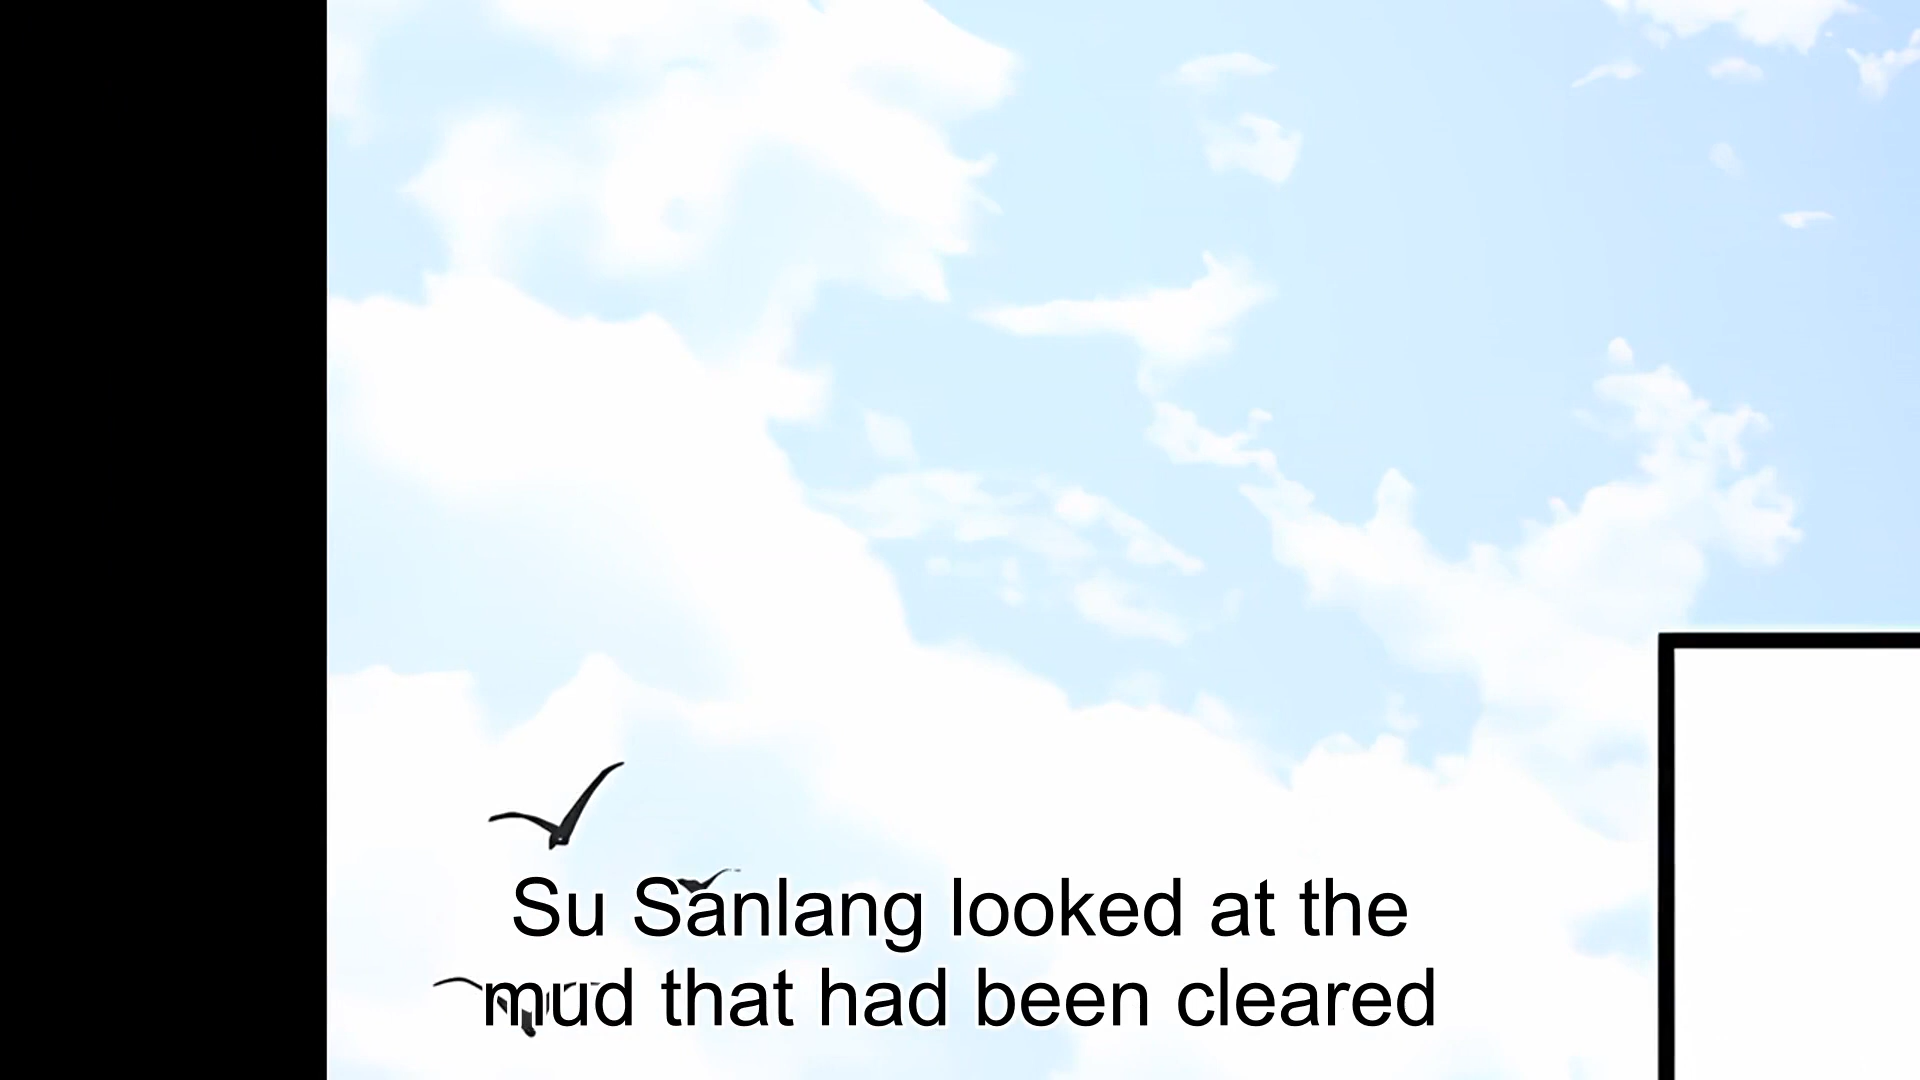 Su Sanlang looked at the
mud that had been cleared